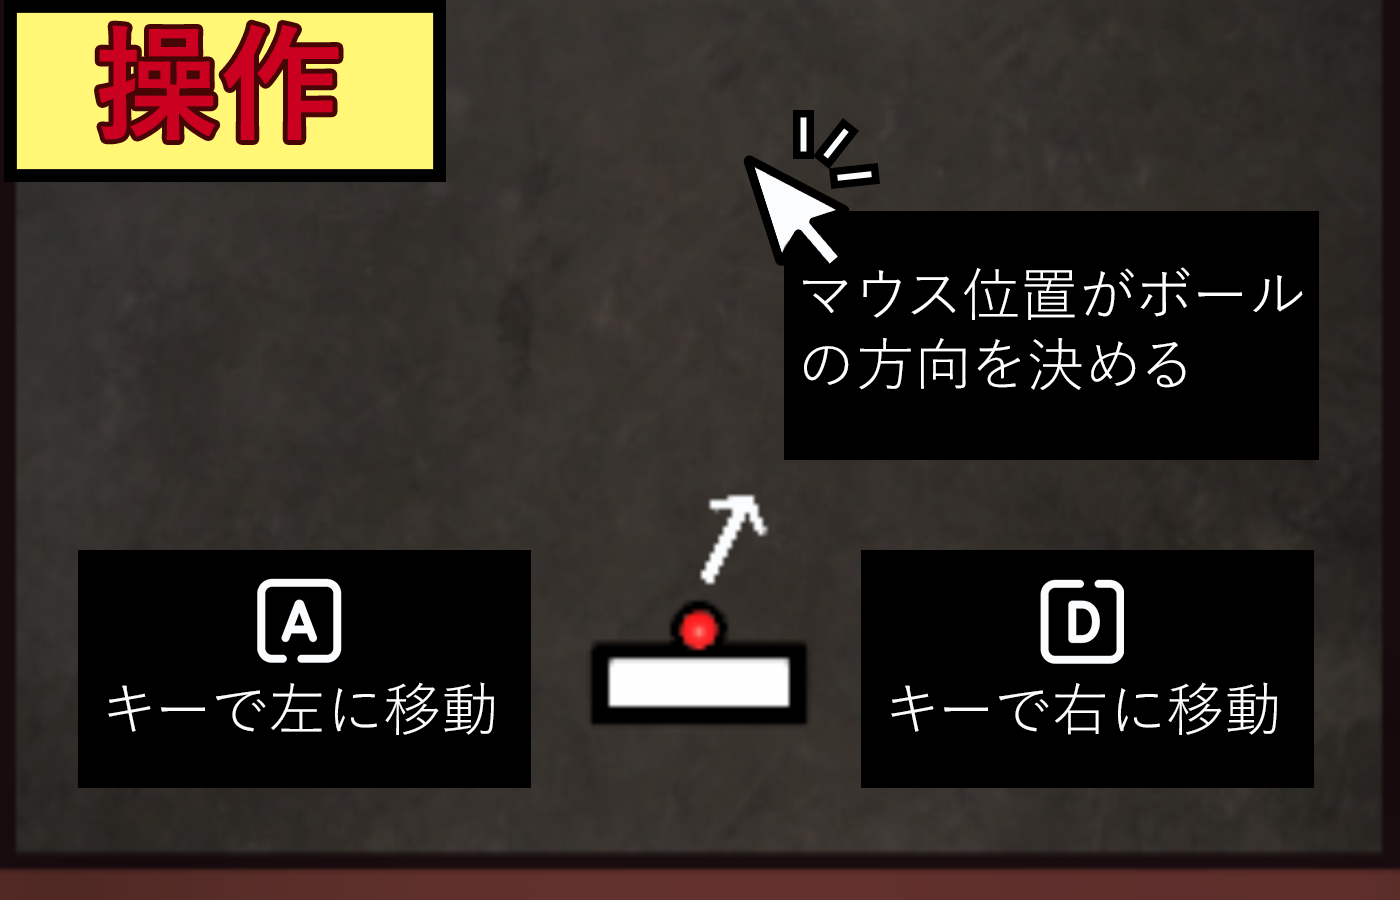 操作
マウス位置がボール
の方向を決める
A
キーで左に移動
D
キーで右に移動